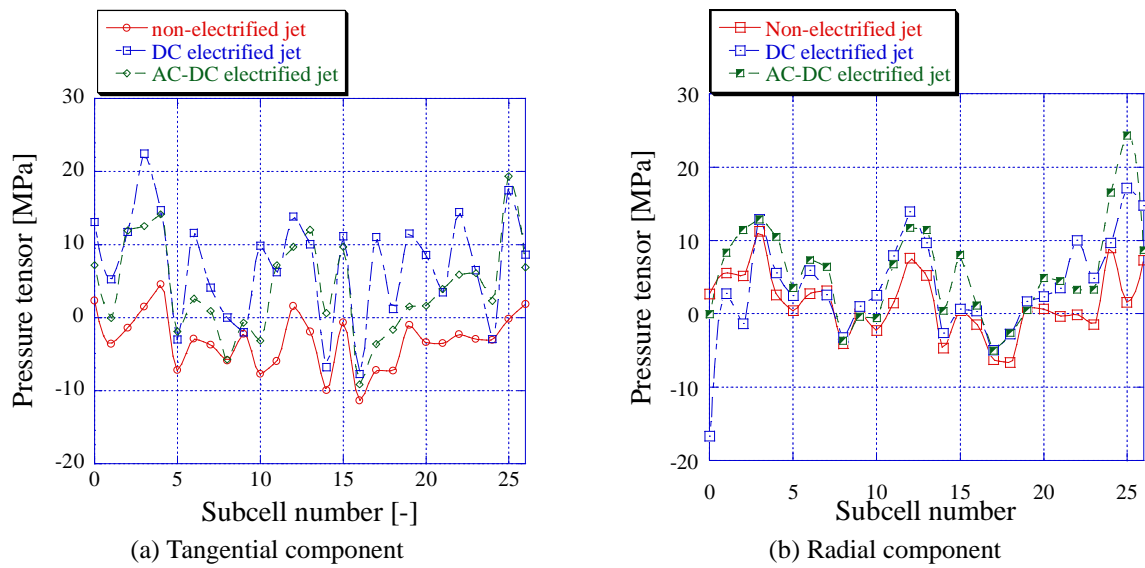 non-electrified jet
DC electrified jet
AC-DC electrified jet
30
20
10
0
-10
-20
Pressure tensor [MPa]
0 5 10 15 20 25
Subcell number [-]
(a) Tangential component
Non-electrified jet
DC electrified jet
AC-DC electrified jet
30
20
10
0
-10
-20
Pressure tensor [MPa]
0 5 10 15 20 25
Subcell number
(b) Radial component